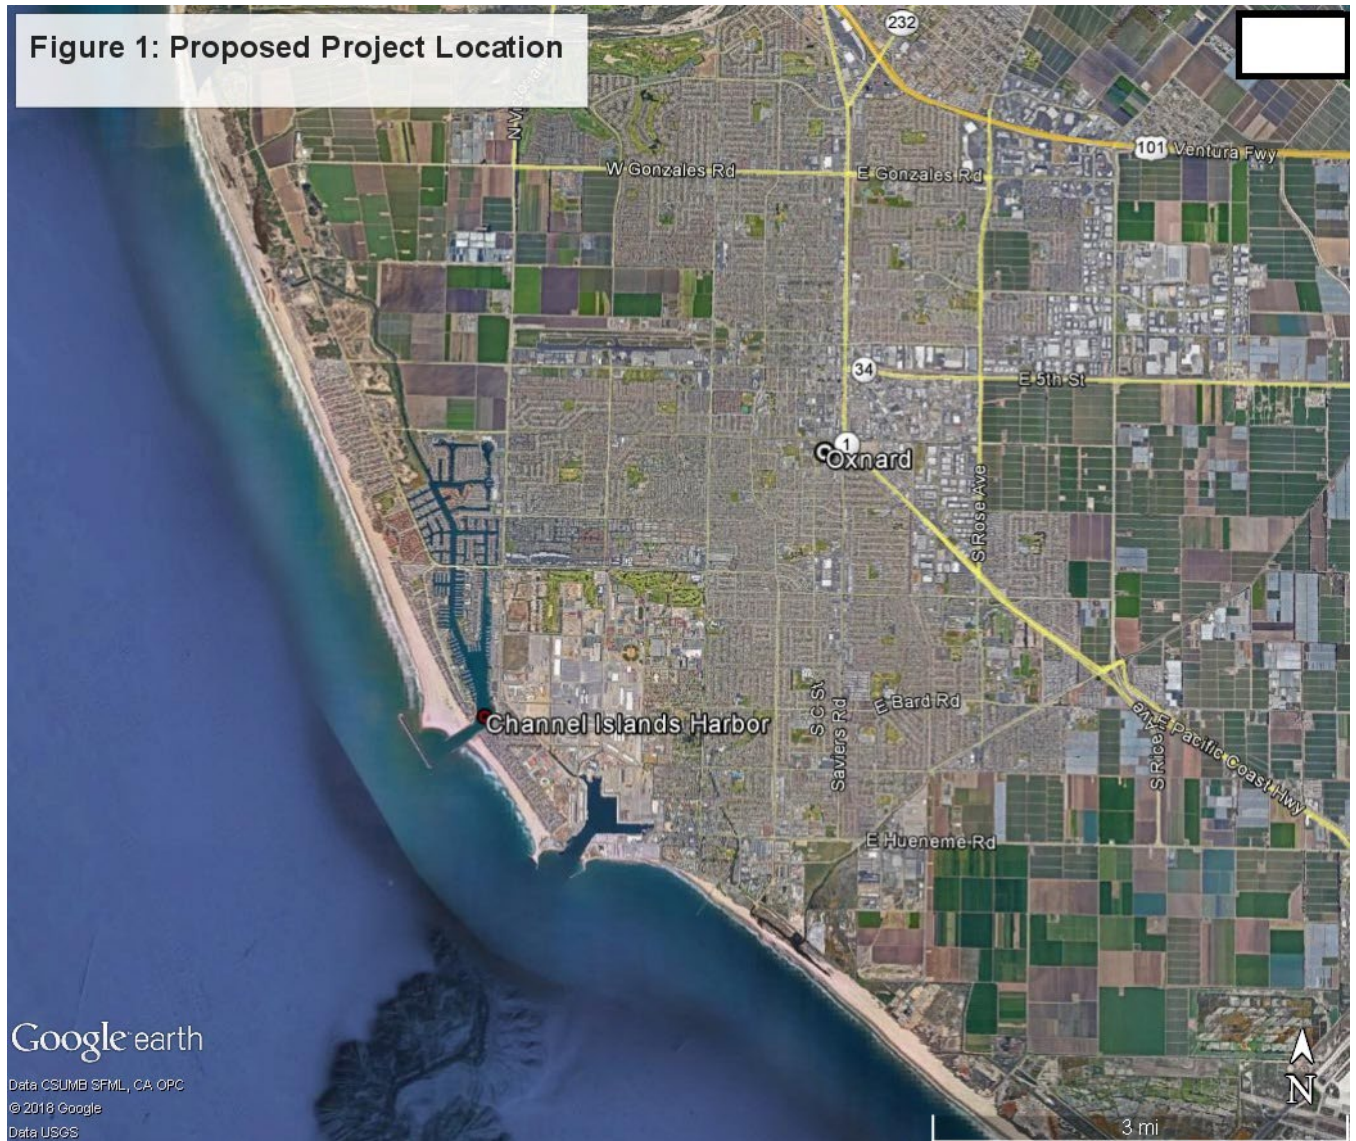 Figure 1: Proposed Project Location
232
101 Ventura Fwy
W Gonzales Rd
E Gonzales Rd
34
E 5th St
1
Oxnard
S Rose Ave
Channel Islands Harbor
S C St
Saviers Rd
E Bard Rd
S Rice Ave
E Pacific Coast Hwy
E Hueneme Rd
Google earth
Data CSUMB SFML, CA OPC
© 2018 Google
Data USGS
N
3 mi